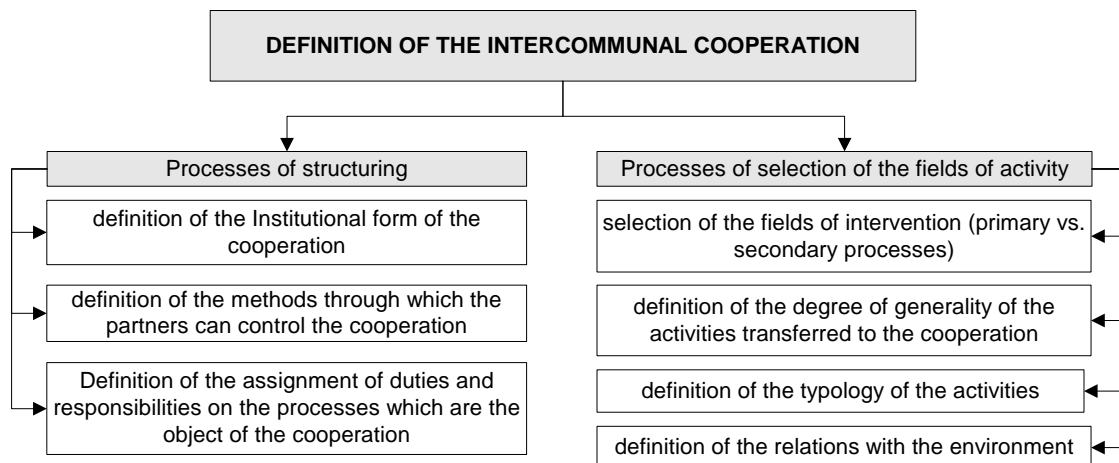 DEFINITION OF THE INTERCOMMUNAL COOPERATION
Processes of structuring
definition of the Institutional form of the
cooperation
definition of the methods through which the
partners can control the cooperation
Definition of the assignment of duties and
responsibilities on the processes which are the
object of the cooperation
Processes of selection of the fields of activity
selection of the fields of intervention (primary vs.
secondary processes)
definition of the degree of generality of the
activities transferred to the cooperation
definition of the typology of the activities
definition of the relations with the environment